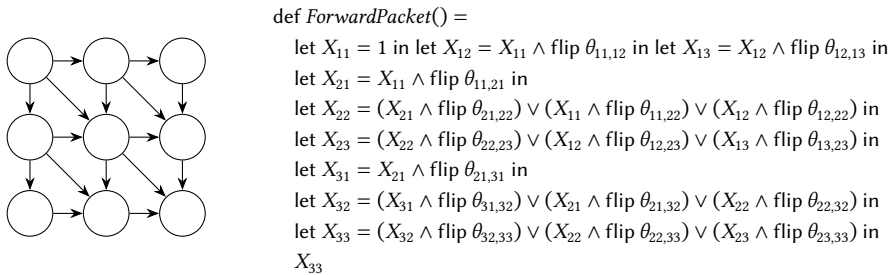 def ForwardPacket() =
let X₁₁ = 1 in let X₁₂ = X₁₁ ∧ flip θ₁₁,₁₂ in let X₁₃ = X₁₂ ∧ flip θ₁₂,₁₃ in
let X₂₁ = X₁₁ ∧ flip θ₁₁,₂₁ in
let X₂₂ = (X₂₁ ∧ flip θ₂₁,₂₂) ∨ (X₁₁ ∧ flip θ₁₁,₂₂) ∨ (X₁₂ ∧ flip θ₁₂,₂₂) in
let X₂₃ = (X₂₂ ∧ flip θ₂₂,₂₃) ∨ (X₁₂ ∧ flip θ₁₂,₂₃) ∨ (X₁₃ ∧ flip θ₁₃,₂₃) in
let X₃₁ = X₂₁ ∧ flip θ₂₁,₃₁ in
let X₃₂ = (X₃₁ ∧ flip θ₃₁,₃₂) ∨ (X₂₁ ∧ flip θ₂₁,₃₂) ∨ (X₂₂ ∧ flip θ₂₂,₃₂) in
let X₃₃ = (X₃₂ ∧ flip θ₃₂,₃₃) ∨ (X₂₂ ∧ flip θ₂₂,₃₃) ∨ (X₂₃ ∧ flip θ₂₃,₃₃) in
X₃₃